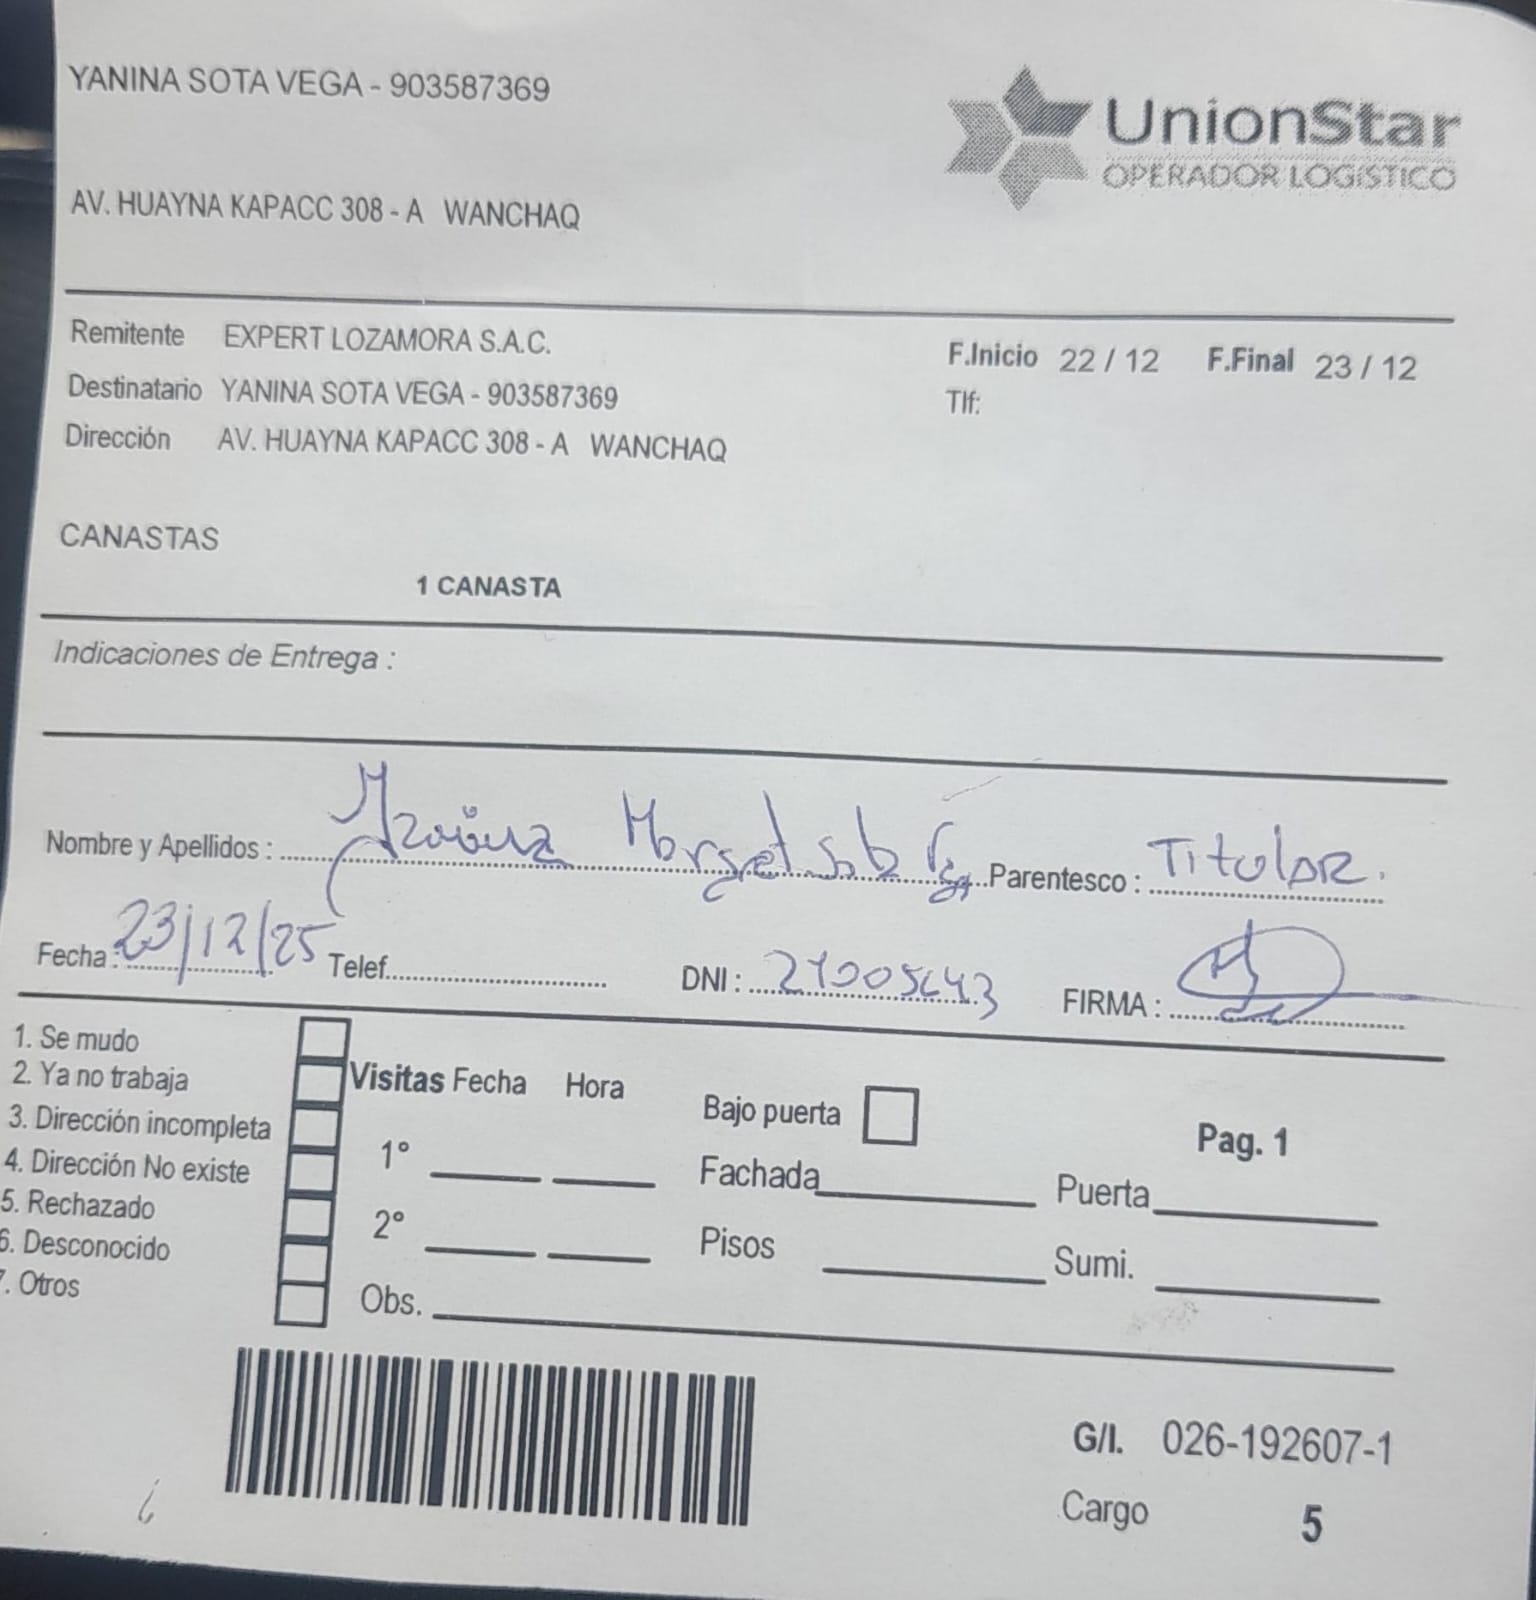 YANINA SOTA VEGA - 903587369
UnionStar
OPERADOR LOGÍSTICO
AV. HUAYNA KAPACC 308 - A WANCHAQ
Remitente EXPERT LOZAMORA S.A.C.
F.Inicio 22 / 12 F.Final 23 / 12
Destinatario YANINA SOTA VEGA - 903587369
Tlf:
Dirección AV. HUAYNA KAPACC 308 - A WANCHAQ
CANASTAS
1 CANASTA
Indicaciones de Entrega :
Nombre y Apellidos : Marget Sota Parentesco : Titular.
Fecha : 23/12/25 Telef. DNI : FIRMA :
1. Se mudo
2. Ya no trabaja
3. Dirección incompleta
4. Dirección No existe
5. Rechazado
6. Desconocido
7. Otros
Visitas Fecha Hora
1°
2°
Obs.
Bajo puerta
Fachada
Pisos
Pag. 1
Puerta
Sumi.
G/I. 026-192607-1
Cargo 5